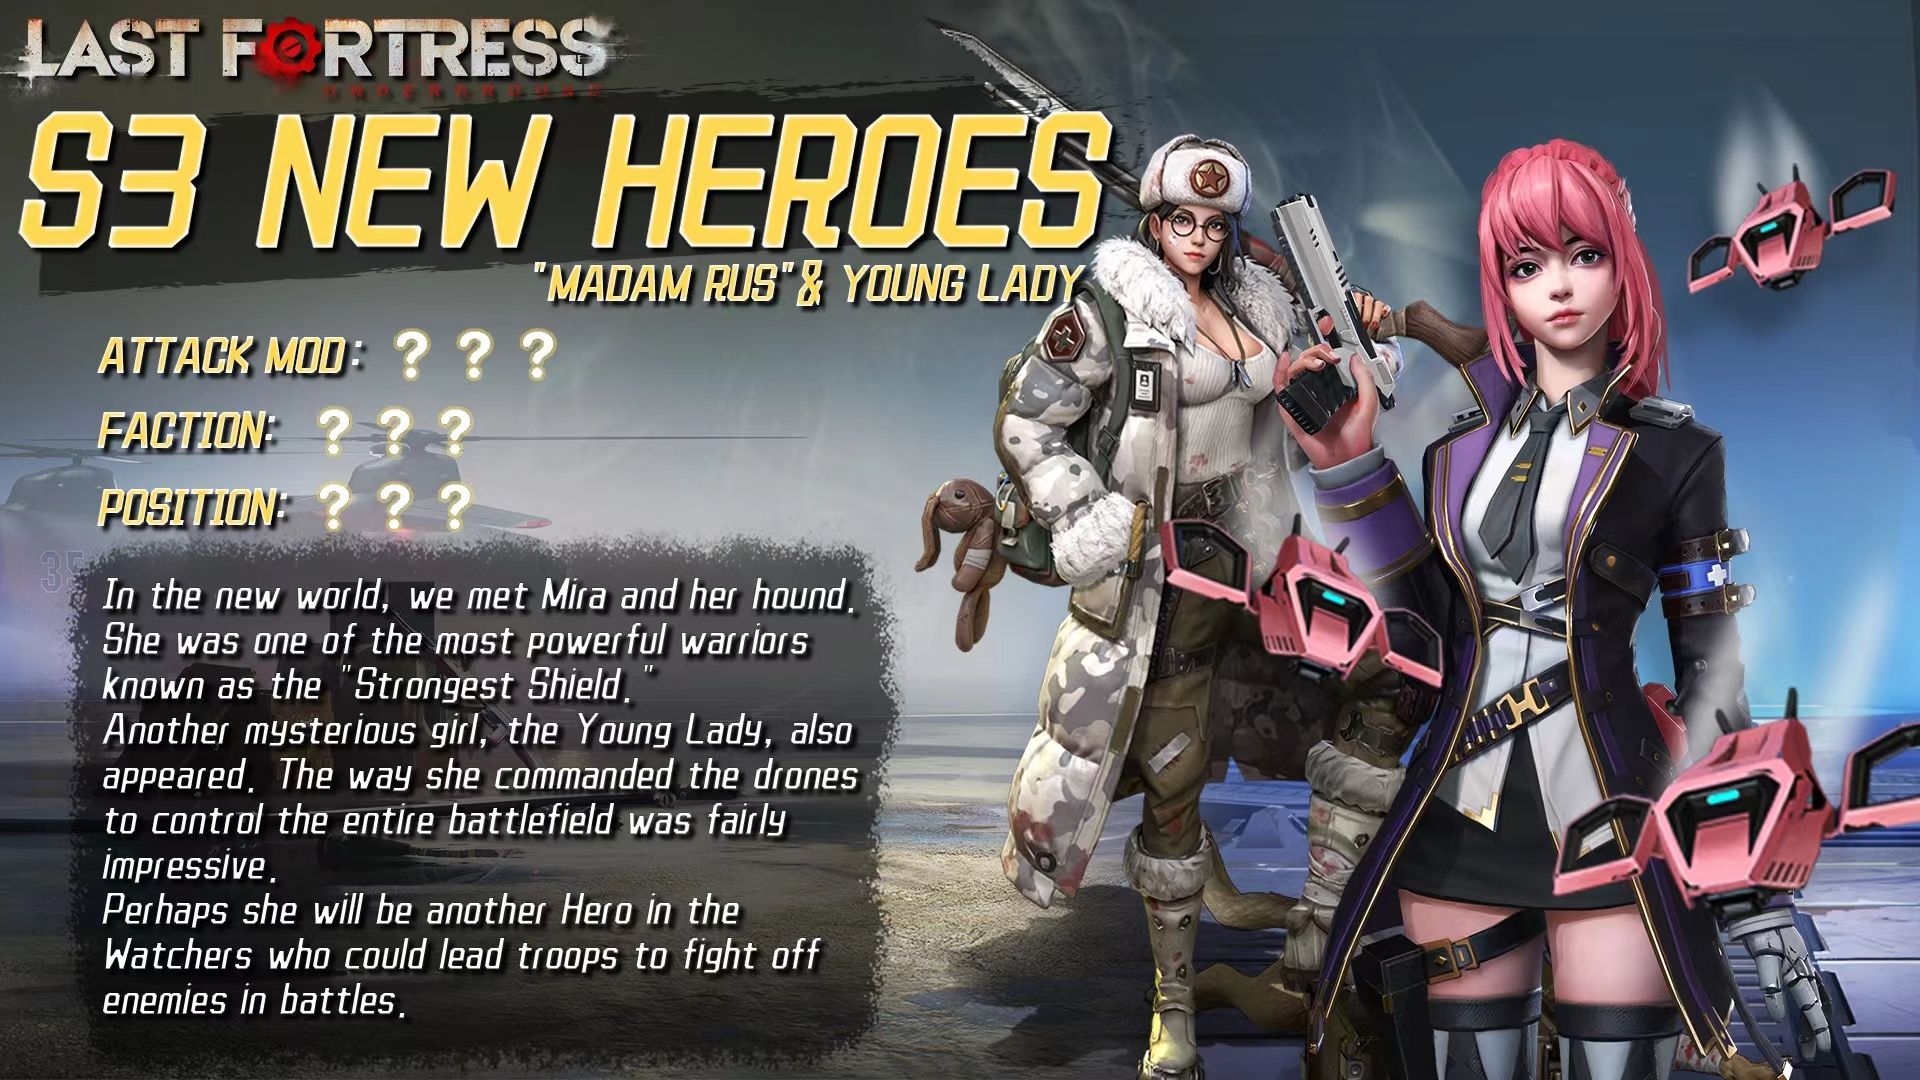 LAST FORTRESS
UNDERGROUND
S3 NEW HEROES
"MADAM RUS" & YOUNG LADY
ATTACK MOD: ? ? ?
FACTION: ? ? ?
POSITION: ? ? ?
35
In the new world, we met Mira and her hound.
She was one of the most powerful warriors
known as the "Strongest Shield."
Another mysterious girl, the Young Lady, also
appeared. The way she commanded the drones
to control the entire battlefield was fairly
impressive.
Perhaps she will be another Hero in the
Watchers who could lead troops to fight off
enemies in battles.